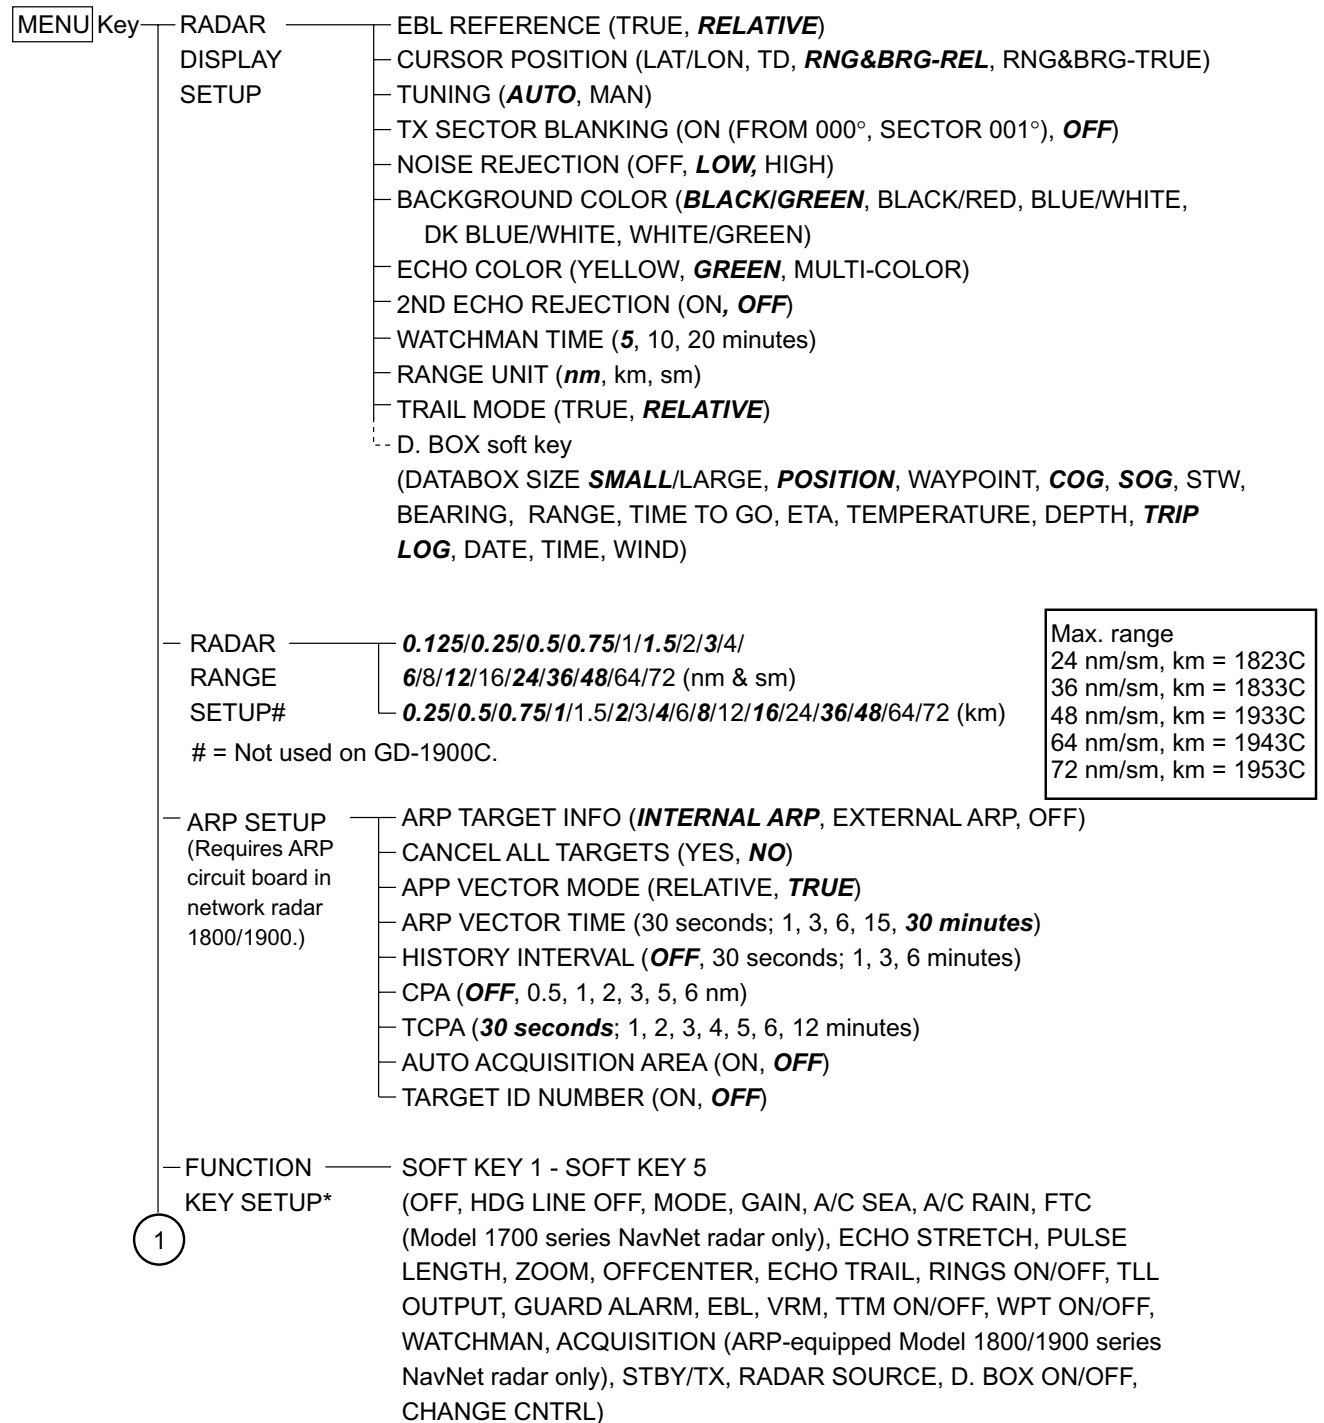 MENU Key RADAR EBL REFERENCE (TRUE, RELATIVE)
DISPLAY CURSOR POSITION (LAT/LON, TD, RNG&BRG-REL, RNG&BRG-TRUE)
SETUP TUNING (AUTO, MAN)
TX SECTOR BLANKING (ON (FROM 000°, SECTOR 001°), OFF)
NOISE REJECTION (OFF, LOW, HIGH)
BACKGROUND COLOR (BLACK/GREEN, BLACK/RED, BLUE/WHITE,
DK BLUE/WHITE, WHITE/GREEN)
ECHO COLOR (YELLOW, GREEN, MULTI-COLOR)
2ND ECHO REJECTION (ON, OFF)
WATCHMAN TIME (5, 10, 20 minutes)
RANGE UNIT (nm, km, sm)
TRAIL MODE (TRUE, RELATIVE)
D. BOX soft key
(DATABOX SIZE SMALL/LARGE, POSITION, WAYPOINT, COG, SOG, STW,
BEARING, RANGE, TIME TO GO, ETA, TEMPERATURE, DEPTH, TRIP
LOG, DATE, TIME, WIND)
RADAR 0.125/0.25/0.5/0.75/1/1.5/2/3/4/
RANGE 6/8/12/16/24/36/48/64/72 (nm & sm)
SETUP# 0.25/0.5/0.75/1/1.5/2/3/4/6/8/12/16/24/36/48/64/72 (km)
# = Not used on GD-1900C.
Max. range
24 nm/sm, km = 1823C
36 nm/sm, km = 1833C
48 nm/sm, km = 1933C
64 nm/sm, km = 1943C
72 nm/sm, km = 1953C
ARP SETUP ARP TARGET INFO (INTERNAL ARP, EXTERNAL ARP, OFF)
(Requires ARP
circuit board in
network radar
1800/1900.)
CANCEL ALL TARGETS (YES, NO)
APP VECTOR MODE (RELATIVE, TRUE)
ARP VECTOR TIME (30 seconds; 1, 3, 6, 15, 30 minutes)
HISTORY INTERVAL (OFF, 30 seconds; 1, 3, 6 minutes)
CPA (OFF, 0.5, 1, 2, 3, 5, 6 nm)
TCPA (30 seconds; 1, 2, 3, 4, 5, 6, 12 minutes)
AUTO ACQUISITION AREA (ON, OFF)
TARGET ID NUMBER (ON, OFF)
FUNCTION SOFT KEY 1 - SOFT KEY 5
KEY SETUP* (OFF, HDG LINE OFF, MODE, GAIN, A/C SEA, A/C RAIN, FTC
(Model 1700 series NavNet radar only), ECHO STRETCH, PULSE
LENGTH, ZOOM, OFFCENTER, ECHO TRAIL, RINGS ON/OFF, TLL
OUTPUT, GUARD ALARM, EBL, VRM, TTM ON/OFF, WPT ON/OFF,
WATCHMAN, ACQUISITION (ARP-equipped Model 1800/1900 series
NavNet radar only), STBY/TX, RADAR SOURCE, D. BOX ON/OFF,
CHANGE CNTRL)
1